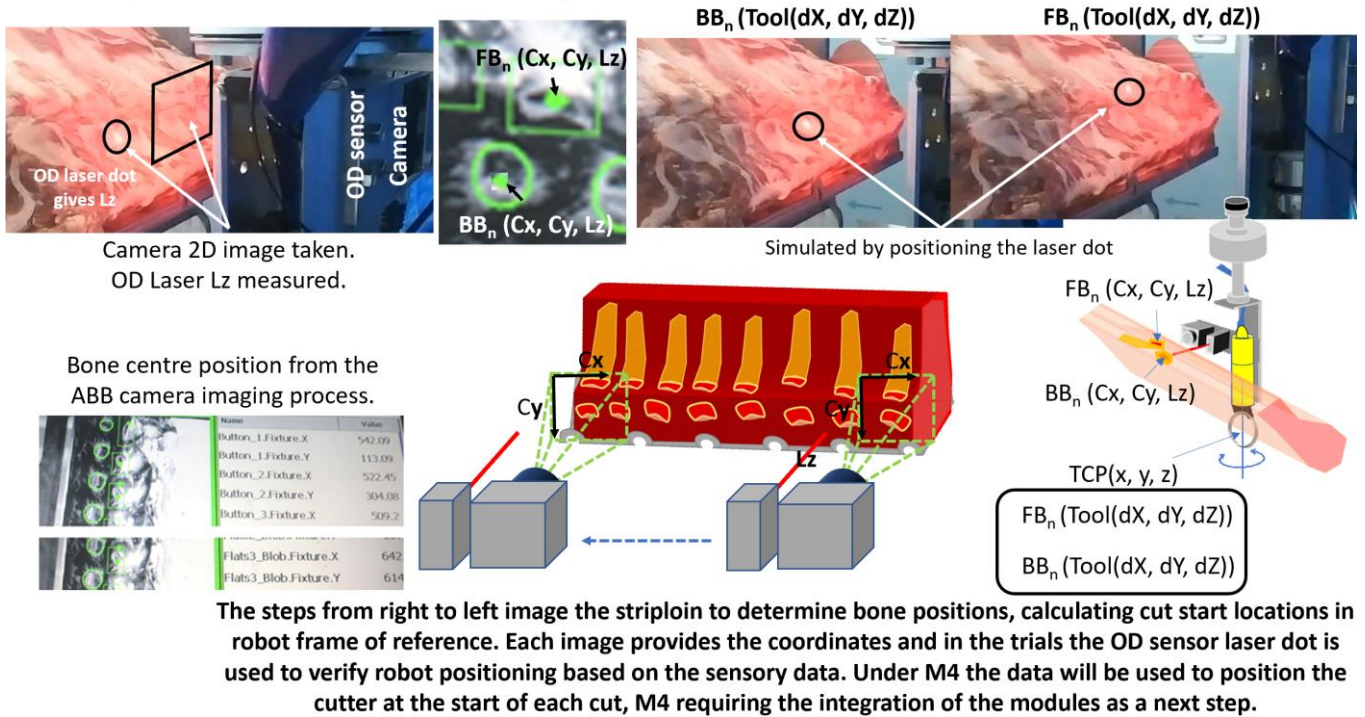 BBₙ (Tool(dX, dY, dZ))
FBₙ (Tool(dX, dY, dZ))
OD laser dot
gives Lz
OD sensor
Camera
FBₙ (Cx, Cy, Lz)
BBₙ (Cx, Cy, Lz)
Camera 2D image taken.
OD Laser Lz measured.
Simulated by positioning the laser dot
Bone centre position from the
ABB camera imaging process.
Name Value
Button_1.Fixture.X 542.09
Button_1.Fixture.Y 113.09
Button_2.Fixture.X 522.45
Button_2.Fixture.Y 304.08
Button_3.Fixture.X 509.2
Flats3_Blob.Fixture.X 642
Flats3_Blob.Fixture.Y 614
Cx
Cy
Cx
Cy
Lz
FBₙ (Cx, Cy, Lz)
BBₙ (Cx, Cy, Lz)
TCP(x, y, z)
FBₙ (Tool(dX, dY, dZ))
BBₙ (Tool(dX, dY, dZ))
The steps from right to left image the striploin to determine bone positions, calculating cut start locations in
robot frame of reference. Each image provides the coordinates and in the trials the OD sensor laser dot is
used to verify robot positioning based on the sensory data. Under M4 the data will be used to position the
cutter at the start of each cut, M4 requiring the integration of the modules as a next step.